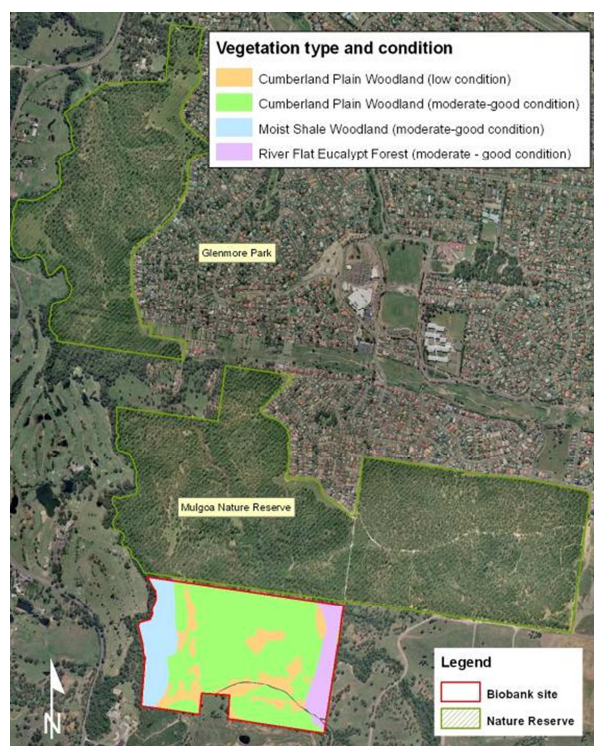 Vegetation type and condition
Cumberland Plain Woodland (low condition)
Cumberland Plain Woodland (moderate-good condition)
Moist Shale Woodland (moderate-good condition)
River Flat Eucalypt Forest (moderate - good condition)
Glenmore Park
Mulgoa Nature Reserve
N
Legend
Biobank site
Nature Reserve